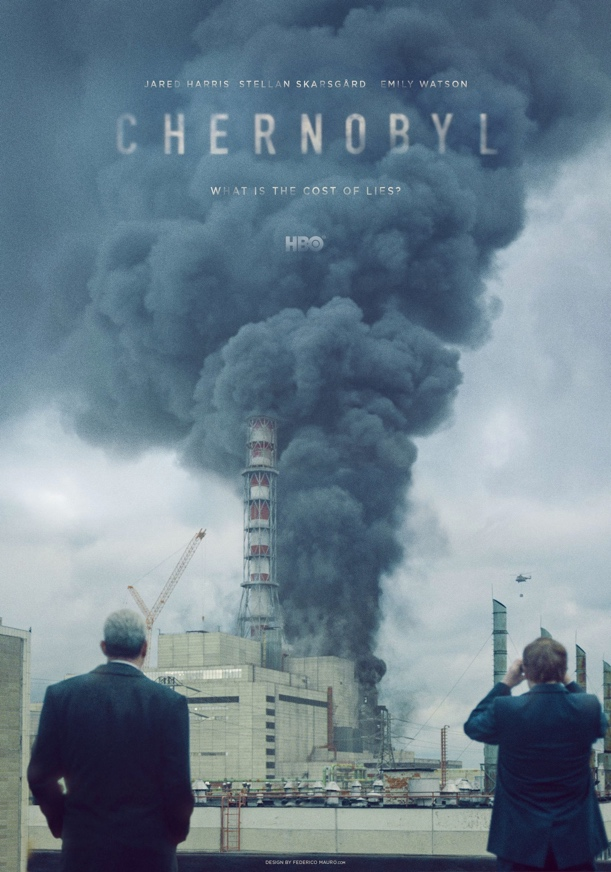 JARED HARRIS STELLAN SKARSGÅRD EMILY WATSON
CHERNOBYL
WHAT IS THE COST OF LIES?
HBO
DESIGN BY FEDERICO MAURO.COM